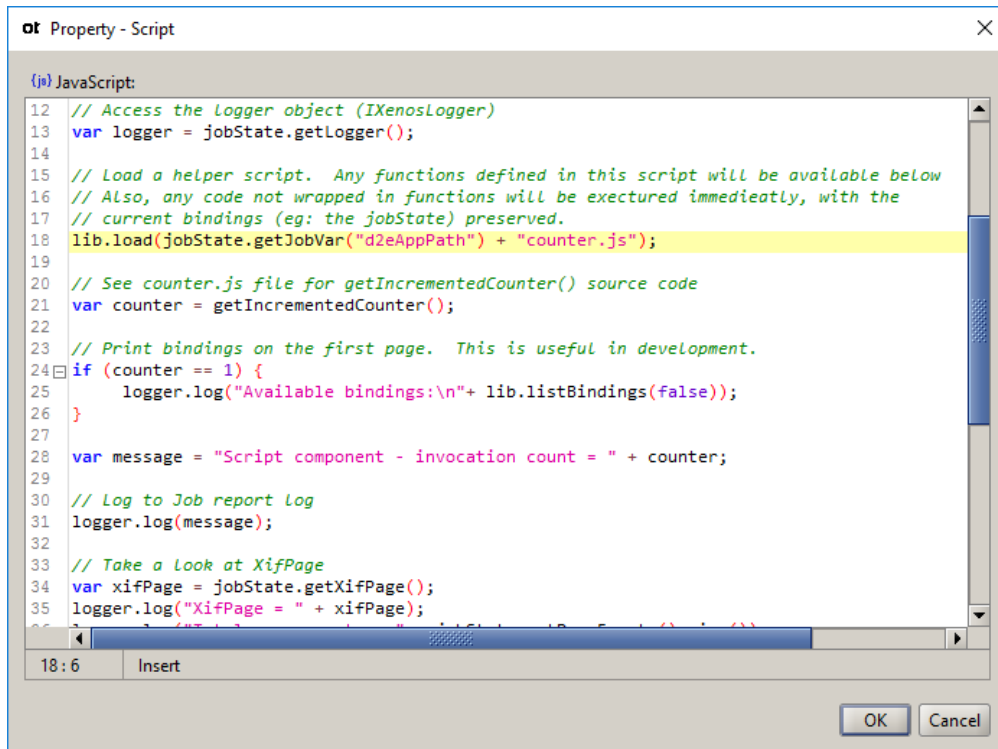 ot Property - Script
{js} JavaScript:
12 // Access the logger object (IXenosLogger)
13 var logger = jobState.getLogger();
14
15 // Load a helper script.  Any functions defined in this script will be available below
16 // Also, any code not wrapped in functions will be exectured immedieatly, with the
17 // current bindings (eg: the jobState) preserved.
18 lib.load(jobState.getJobVar("d2eAppPath") + "counter.js");
19
20 // See counter.js file for getIncrementedCounter() source code
21 var counter = getIncrementedCounter();
22
23 // Print bindings on the first page.  This is useful in development.
24 if (counter == 1) {
25      logger.log("Available bindings:\n"+ lib.listBindings(false));
26 }
27
28 var message = "Script component - invocation count = " + counter;
29
30 // Log to Job report log
31 logger.log(message);
32
33 // Take a look at XifPage
34 var xifPage = jobState.getXifPage();
35 logger.log("XifPage = " + xifPage);
18:6 Insert
OK Cancel